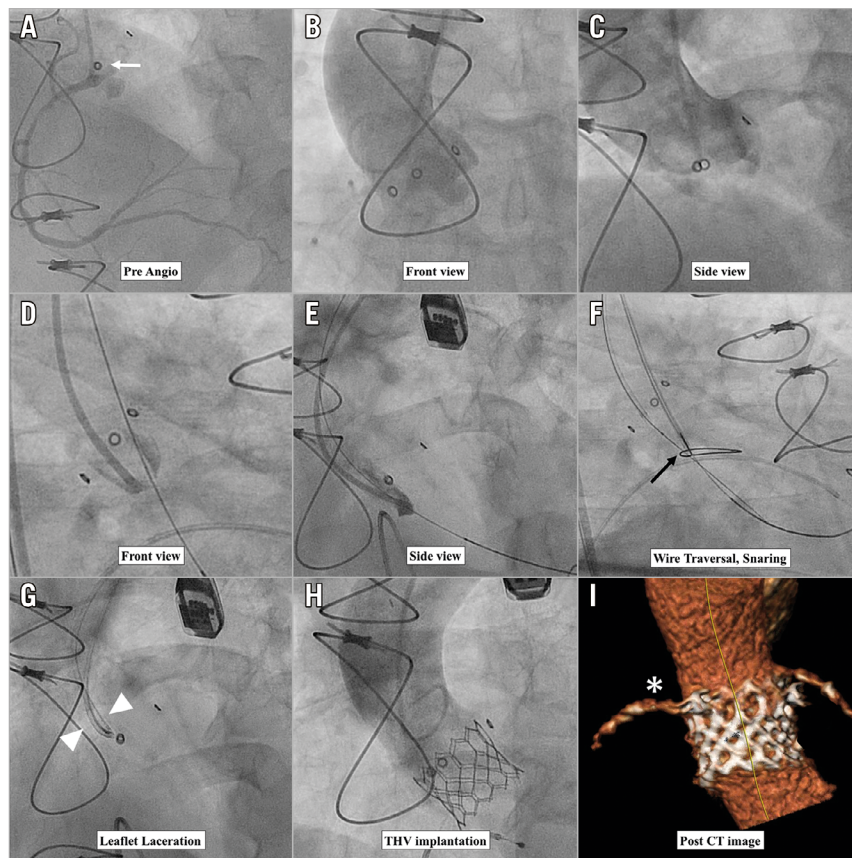 A
Pre Angio
B
Front view
C
Side view
D
Front view
E
Side view
F
Wire Traversal, Snaring
G
Leaflet Laceration
H
THV implantation
I
*
Post CT image